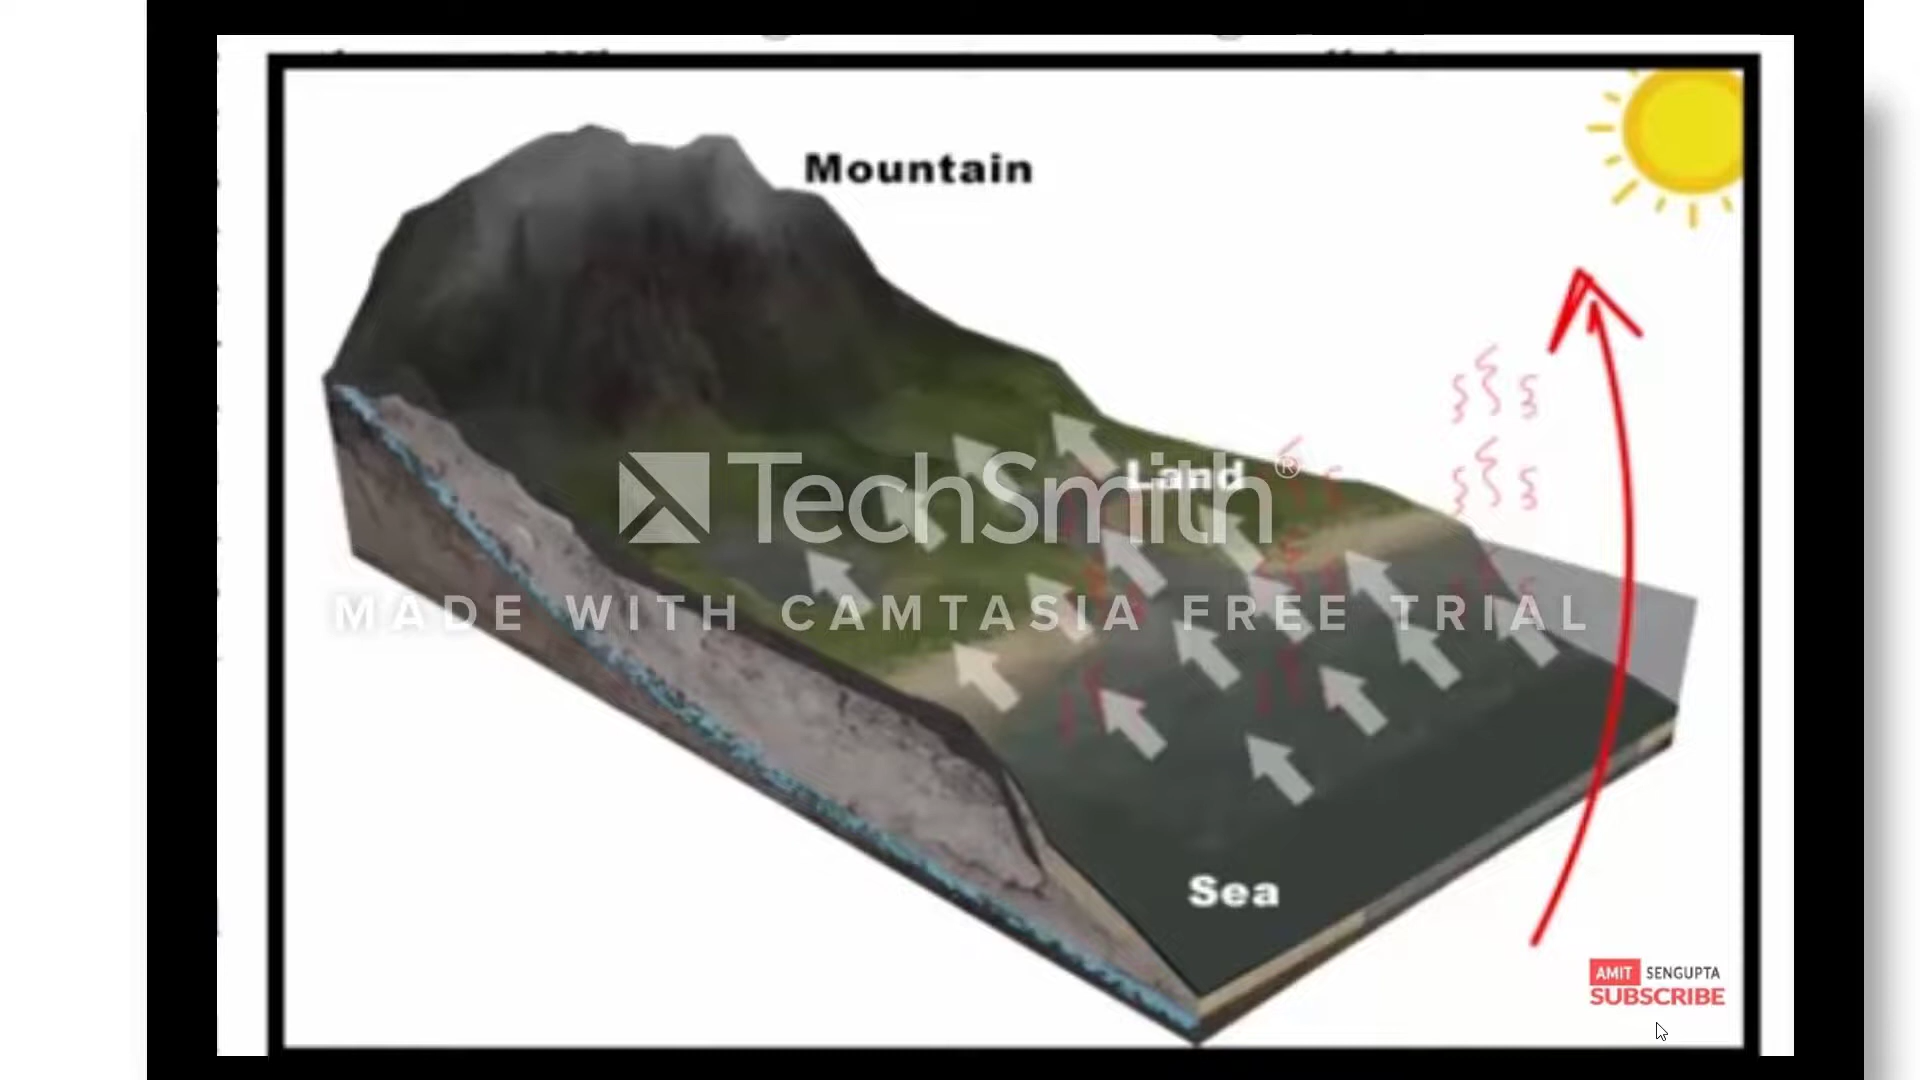 Mountain
Land
TechSmith®
MADE WITH CAMTASIA FREE TRIAL
Sea
AMIT SENGUPTA
SUBSCRIBE